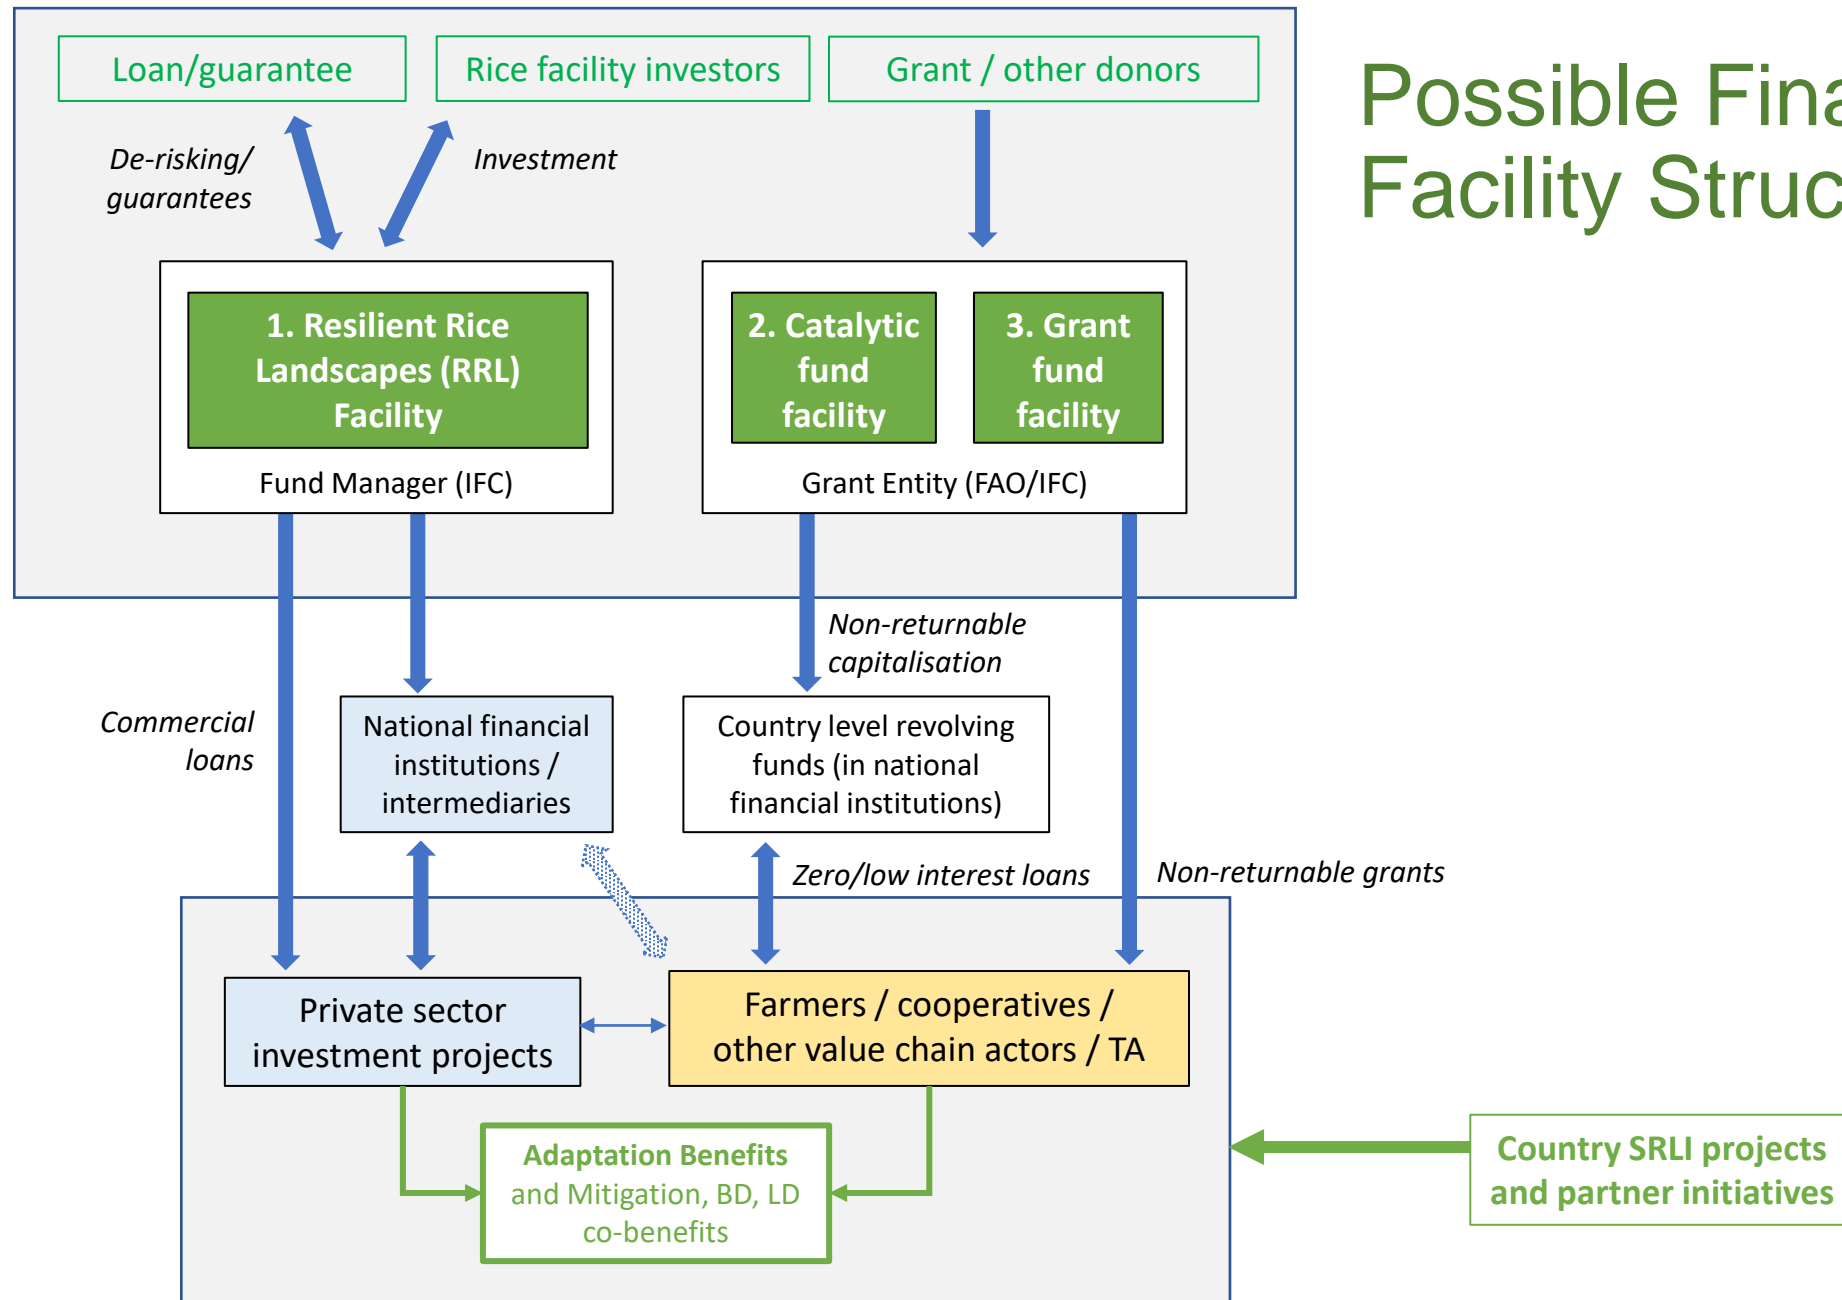 Possible Fina
Facility Struc
Loan/guarantee
Rice facility investors
Grant / other donors
De-risking/
guarantees
Investment
1. Resilient Rice
Landscapes (RRL)
Facility
Fund Manager (IFC)
2. Catalytic
fund
facility
3. Grant
fund
facility
Grant Entity (FAO/IFC)
Non-returnable
capitalisation
Commercial
loans
National financial
institutions /
intermediaries
Country level revolving
funds (in national
financial institutions)
Zero/low interest loans
Non-returnable grants
Private sector
investment projects
Farmers / cooperatives /
other value chain actors / TA
Adaptation Benefits
and Mitigation, BD, LD
co-benefits
Country SRLI projects
and partner initiatives